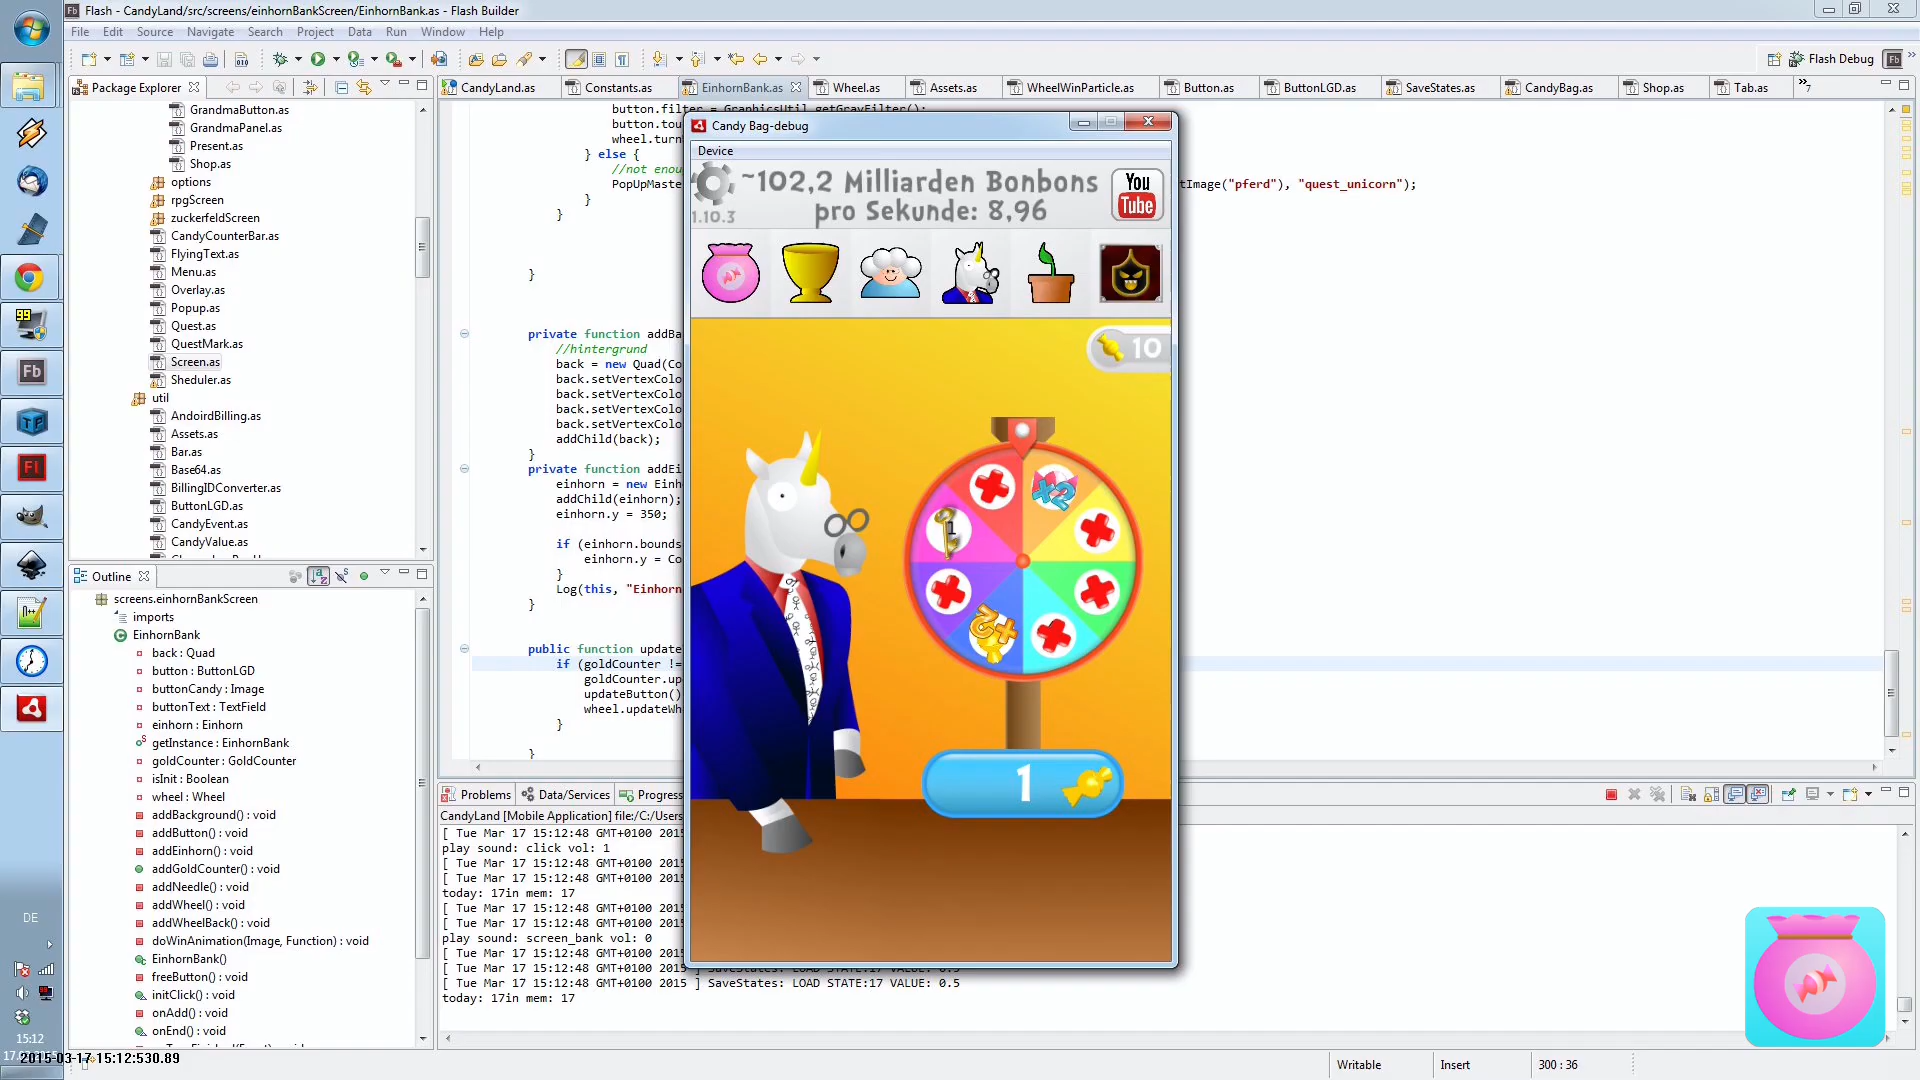 Flash - CandyLand/src/screens/einhornBankScreen/EinhornBank.as - Flash Builder
File Edit Source Navigate Search Project Data Run Window Help
Flash Debug
Package Explorer
CandyLand.as Constants.as EinhornBank.as Wheel.as Assets.as WheelWinParticle.as Button.as ButtonLGD.as SaveStates.as CandyBag.as Shop.as Tab.as »7
GrandmaButton.as
GrandmaPanel.as
Present.as
Shop.as
options
rpgScreen
zuckerfeldScreen
CandyCounterBar.as
FlyingText.as
Menu.as
Overlay.as
Popup.as
Quest.as
QuestMark.as
Screen.as
Sheduler.as
util
AndoirdBilling.as
Assets.as
Bar.as
Base64.as
BillingIDConverter.as
ButtonLGD.as
CandyEvent.as
CandyValue.as
button.filter = GraphicsUtil.getGrayFilter();
button.tou
wheel.turn
} else {
//not enou
PopUpMaste
tImage("pferd"), "quest_unicorn");
}
}
}
private function addBa
//hintergrund
back = new Quad(Co
back.setVertexColo
back.setVertexColo
back.setVertexColo
back.setVertexColo
addChild(back);
}
private function addEi
einhorn = new Einh
addChild(einhorn);
einhorn.y = 350;
if (einhorn.bounds
einhorn.y = Co
}
Log(this, "Einhorn
}
public function update
if (goldCounter !=
goldCounter.up
updateButton()
wheel.updateWh
}
}
Candy Bag-debug
Device
~102,2 Milliarden Bonbons
pro Sekunde: 8,96
1.10.3
You
Tube
10
x2
1
+2
1
Outline
screens.einhornBankScreen
imports
EinhornBank
back : Quad
button : ButtonLGD
buttonCandy : Image
buttonText : TextField
einhorn : Einhorn
getInstance : EinhornBank
goldCounter : GoldCounter
isInit : Boolean
wheel : Wheel
addBackground() : void
addButton() : void
addEinhorn() : void
addGoldCounter() : void
addNeedle() : void
addWheel() : void
addWheelBack() : void
doWinAnimation(Image, Function) : void
EinhornBank()
freeButton() : void
initClick() : void
onAdd() : void
onEnd() : void
Problems Data/Services Progress
CandyLand [Mobile Application] file:/C:/Users
[ Tue Mar 17 15:12:48 GMT+0100 2015
play sound: click vol: 1
[ Tue Mar 17 15:12:48 GMT+0100 2015
[ Tue Mar 17 15:12:48 GMT+0100 2015
today: 17in mem: 17
[ Tue Mar 17 15:12:48 GMT+0100 2015
[ Tue Mar 17 15:12:48 GMT+0100 2015
play sound: screen_bank vol: 0
[ Tue Mar 17 15:12:48 GMT+0100 2015
[ Tue Mar 17 15:12:48 GMT+0100 2015 ] SaveStates: LOAD STATE:17 VALUE: 0.5
[ Tue Mar 17 15:12:48 GMT+0100 2015 ] SaveStates: LOAD STATE:17 VALUE: 0.5
today: 17in mem: 17
Writable Insert 300 : 36
DE
15:12
2015-03-17 15:12:530.89